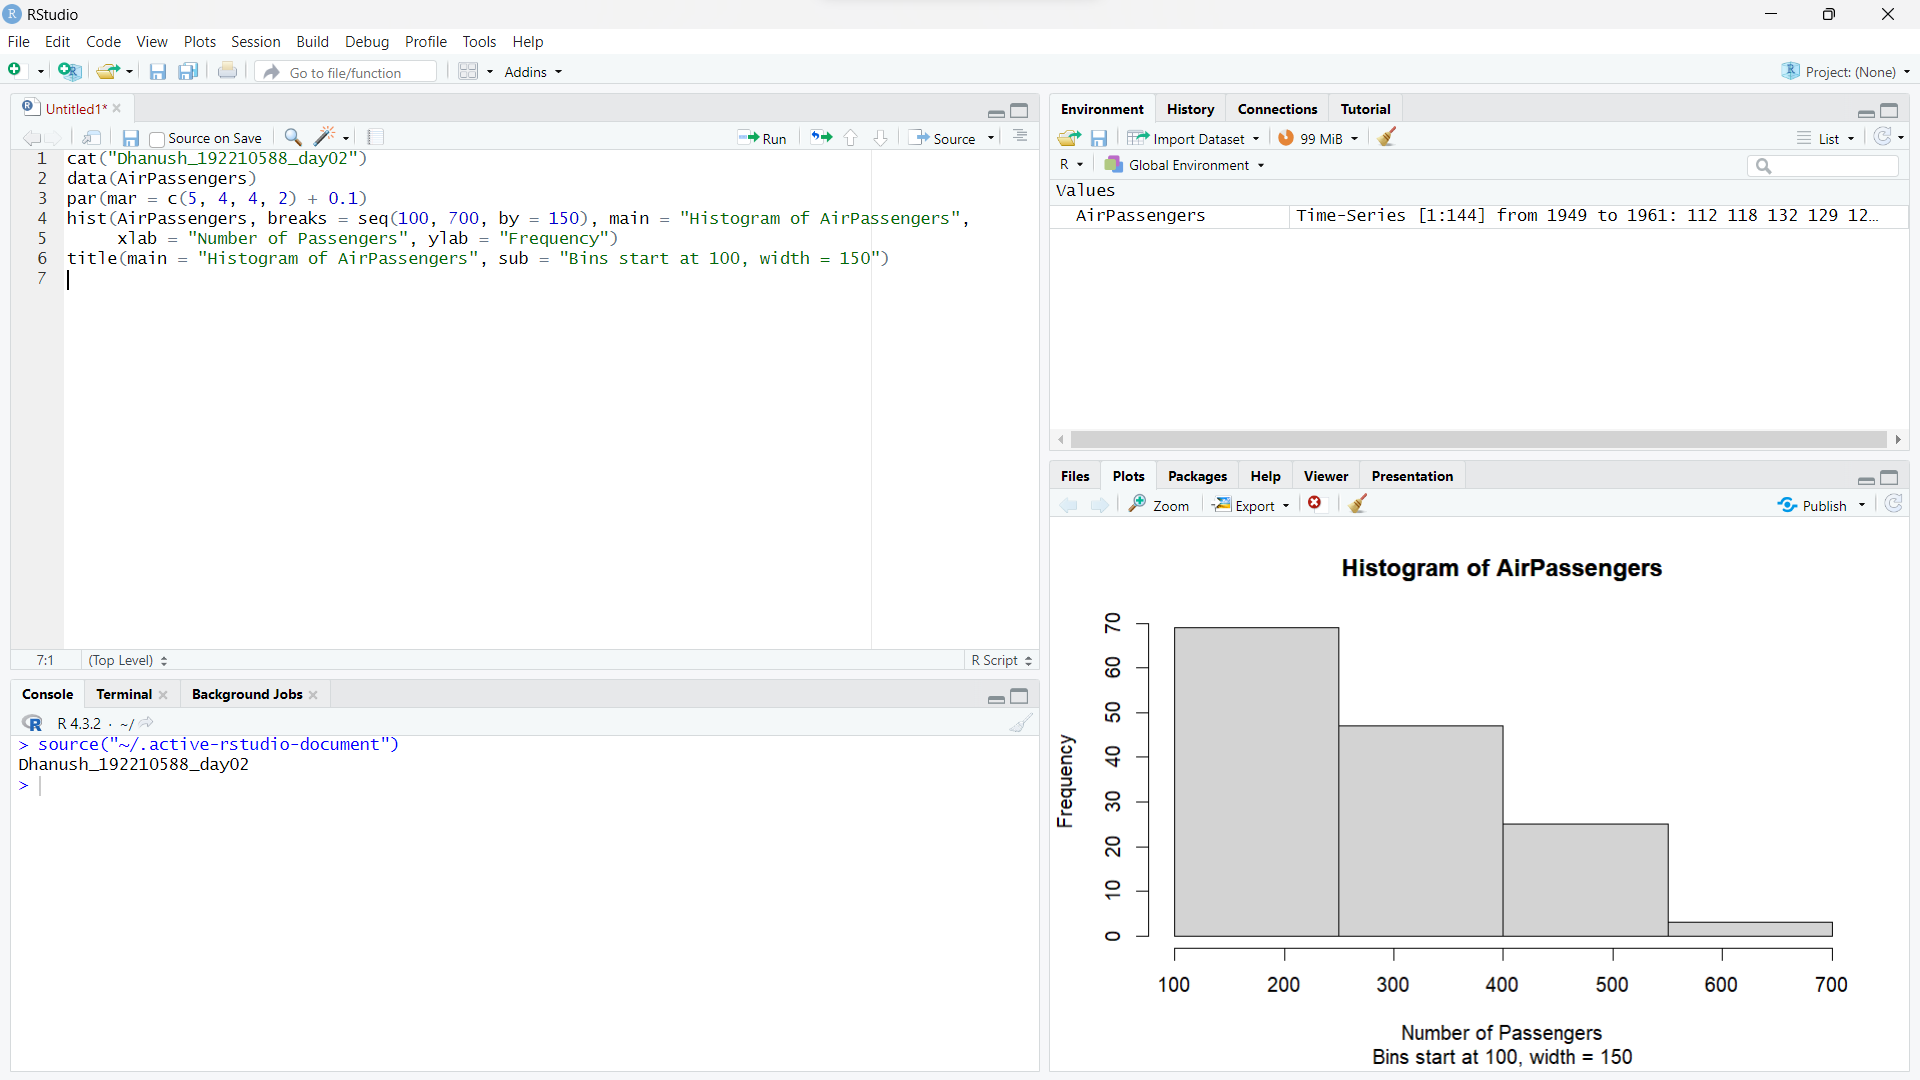 RStudio
File Edit Code View Plots Session Build Debug Profile Tools Help
Go to file/function Addins Project: (None)
Untitled1*
Source on Save Run Source
1 cat("Dhanush_192210588_day02")
2 data(AirPassengers)
3 par(mar = c(5, 4, 4, 2) + 0.1)
4 hist(AirPassengers, breaks = seq(100, 700, by = 150), main = "Histogram of AirPassengers",
5 xlab = "Number of Passengers", ylab = "Frequency")
6 title(main = "Histogram of AirPassengers", sub = "Bins start at 100, width = 150")
7
7:1 (Top Level) R Script
Console Terminal Background Jobs
R 4.3.2 · ~/
> source("~/.active-rstudio-document")
Dhanush_192210588_day02
>
Environment History Connections Tutorial
Import Dataset 99 MiB List
R Global Environment
Values
AirPassengers Time-Series [1:144] from 1949 to 1961: 112 118 132 129 12…
Files Plots Packages Help Viewer Presentation
Zoom Export Publish
Histogram of AirPassengers
Frequency
70
60
50
40
30
20
10
0
100 200 300 400 500 600 700
Number of Passengers
Bins start at 100, width = 150